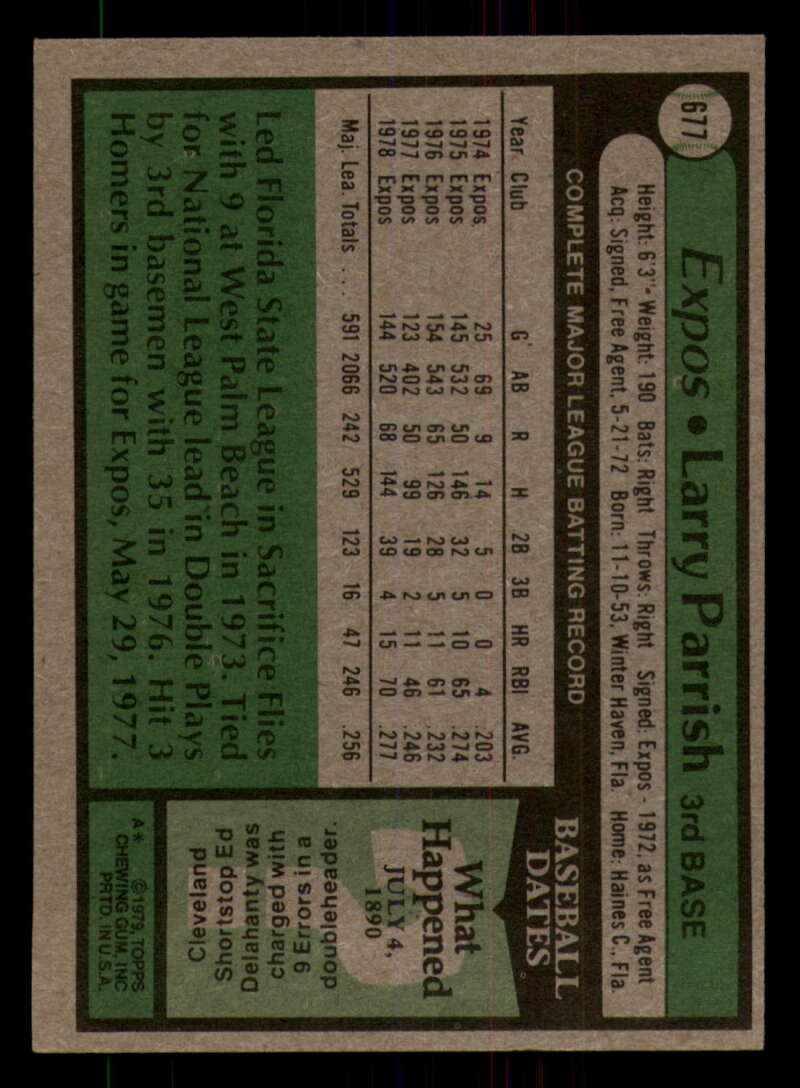 677
Expos • Larry Parrish 3rd BASE
Height: 6'3" - Weight: 190 Bats: Right Throws: Right Signed: Expos - 1972, as Free Agent
Acq: Signed, Free Agent, 5-21-72 Born: 11-10-53, Winter Haven, Fla. Home: Haines C., Fla.
COMPLETE MAJOR LEAGUE BATTING RECORD
Year Club G AB R H 2B 3B HR RBI AVG.
1974 Expos 25 69 9 14 5 0 0 4 .203
1975 Expos 145 532 50 146 32 5 10 65 .274
1976 Expos 154 543 65 126 28 5 11 61 .232
1977 Expos 123 402 50 99 19 2 11 46 .246
1978 Expos 144 520 68 144 39 4 15 70 .277
Maj. Lea. Totals . . . . 591 2066 242 529 123 16 47 246 .256
Led Florida State League in Sacrifice Flies
with 9 at West Palm Beach in 1973. Tied
for National League lead in Double Plays
by 3rd basemen with 35 in 1976. Hit 3
Homers in game for Expos, May 29, 1977.
BASEBALL
DATES
What
Happened
JULY 4,
1890
Cleveland
Shortstop Ed
Delahanty was
charged with
9 Errors in a
doubleheader.
A* ©1979, TOPPS
CHEWING GUM, INC
PRTD. IN U.S.A.